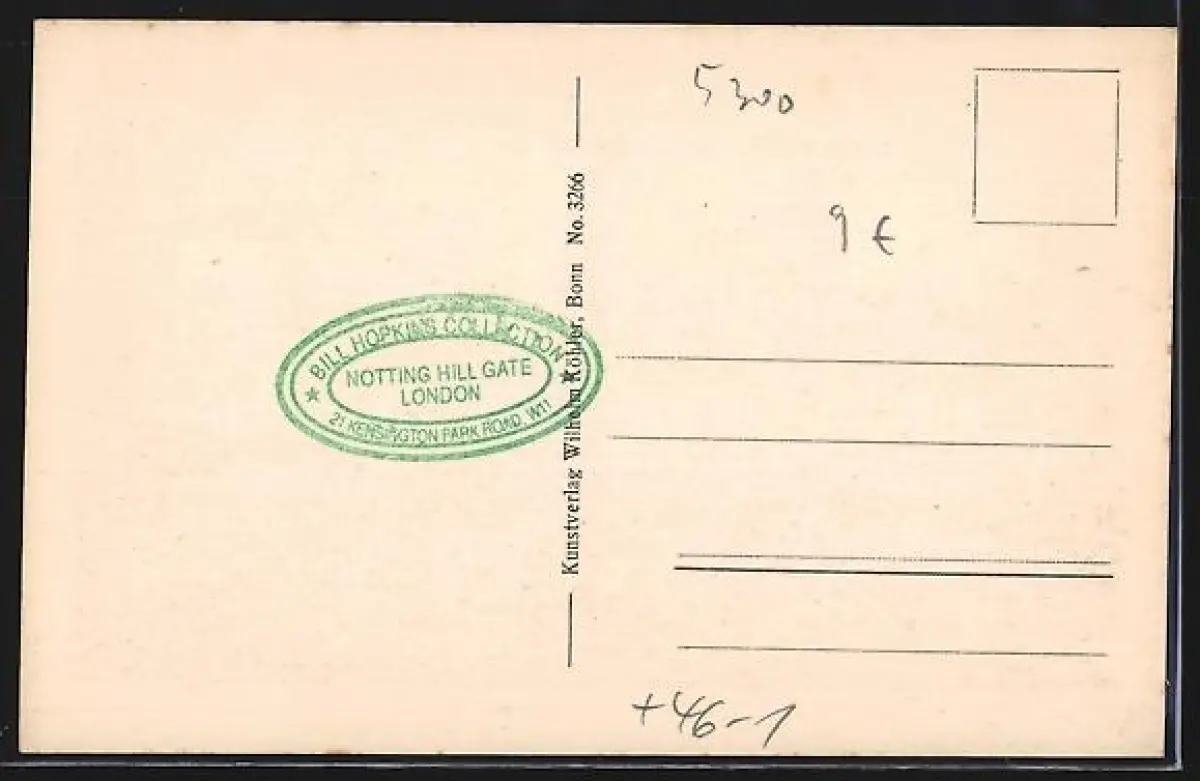 BILL HOPKINS COLLECTION
NOTTING HILL GATE
LONDON
21 KENSINGTON PARK ROAD, W11
Kunstverlag Wilhelm Köhler, Bonn No. 3266
5300
9 €
+46-1